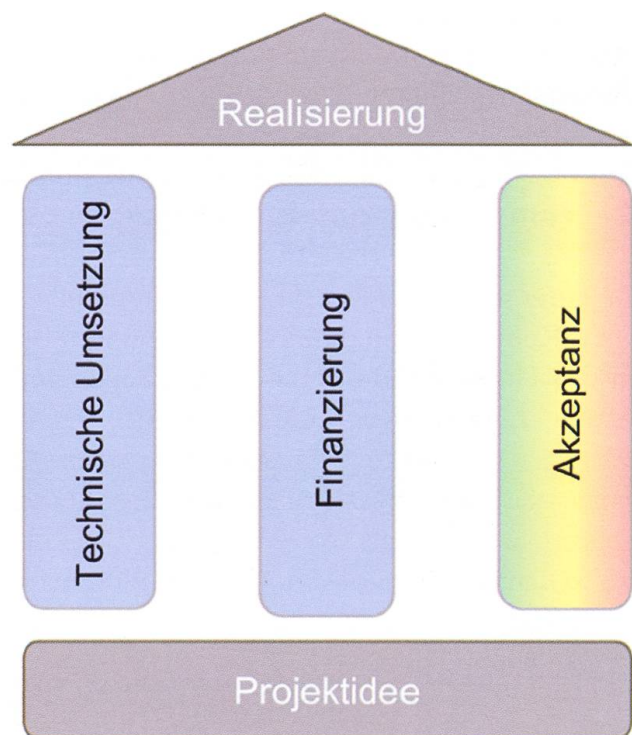 Realisierung
Technische Umsetzung
Finanzierung
Akzeptanz
Projektidee